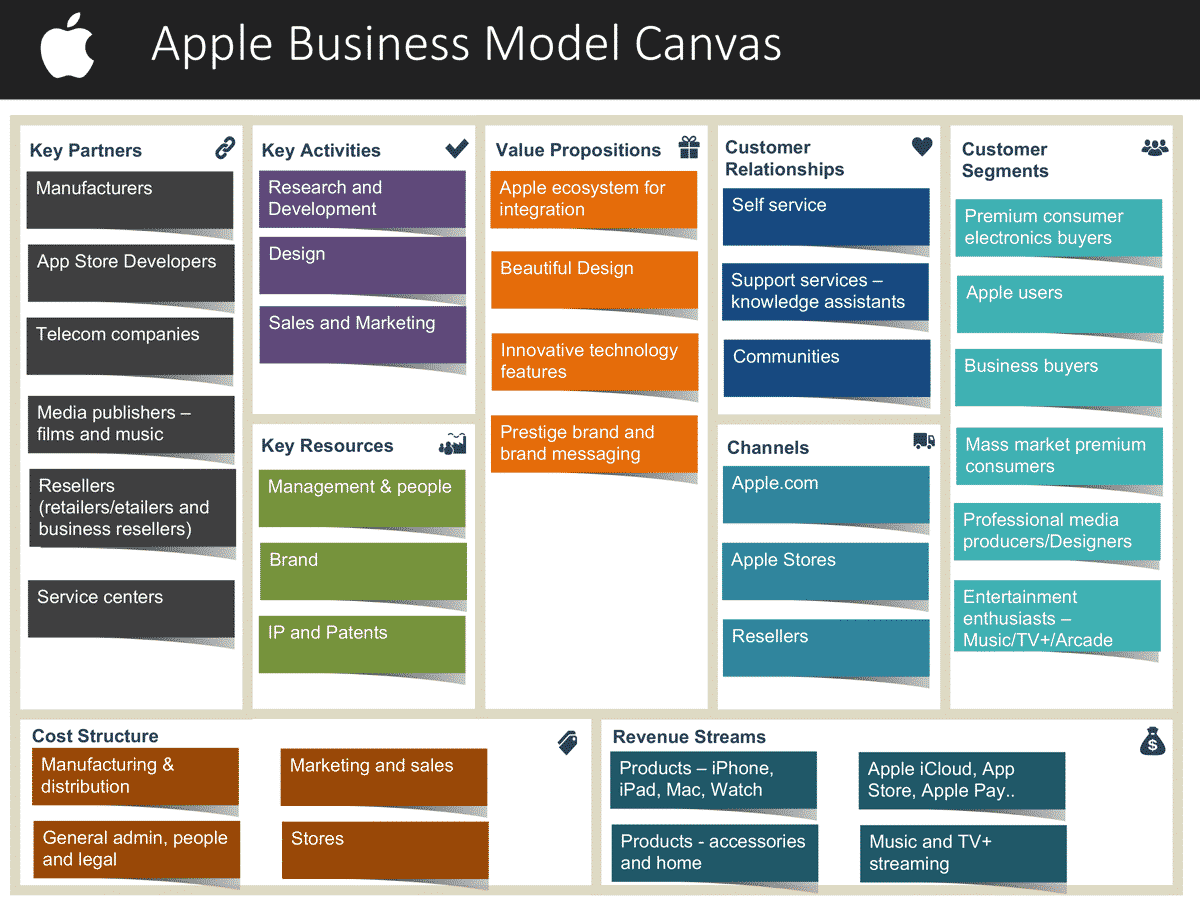 Apple Business Model Canvas
Key Partners
Manufacturers
App Store Developers
Telecom companies
Media publishers –
films and music
Resellers
(retailers/etailers and
business resellers)
Service centers
Key Activities
Research and
Development
Design
Sales and Marketing
Key Resources
Management & people
Brand
IP and Patents
Value Propositions
Apple ecosystem for
integration
Beautiful Design
Innovative technology
features
Prestige brand and
brand messaging
Customer
Relationships
Self service
Support services –
knowledge assistants
Communities
Channels
Apple.com
Apple Stores
Resellers
Customer
Segments
Premium consumer
electronics buyers
Apple users
Business buyers
Mass market premium
consumers
Professional media
producers/Designers
Entertainment
enthusiasts –
Music/TV+/Arcade
Cost Structure
Manufacturing &
distribution
General admin, people
and legal
Marketing and sales
Stores
Revenue Streams
Products – iPhone,
iPad, Mac, Watch
Products - accessories
and home
Apple iCloud, App
Store, Apple Pay..
Music and TV+
streaming
$